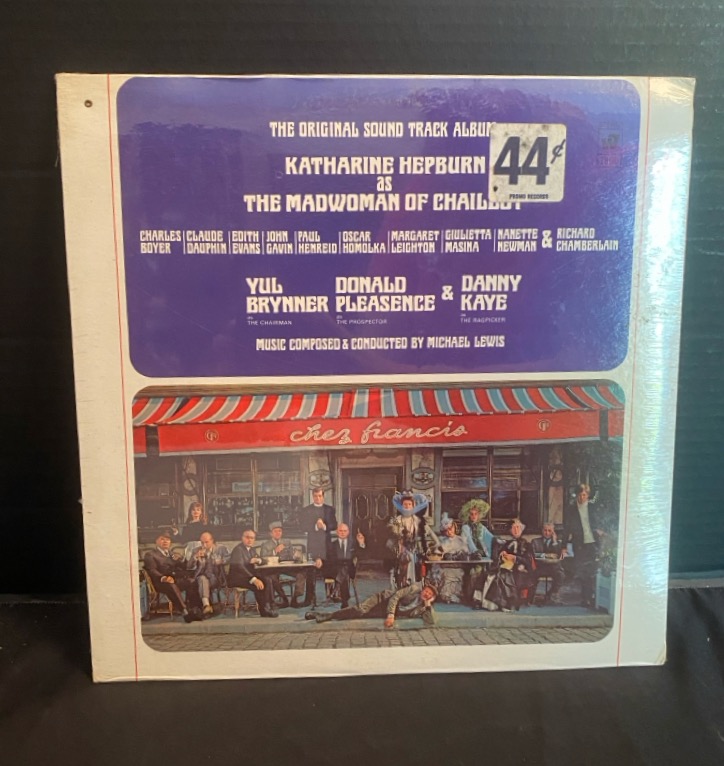 THE ORIGINAL SOUND TRACK ALBUM
44¢
PROMO RECORDS
KATHARINE HEPBURN
as
THE MADWOMAN OF CHAILLOT
CHARLES BOYER | CLAUDE DAUPHIN | EDITH EVANS | JOHN GAVIN | PAUL HENREID | OSCAR HOMOLKA | MARGARET LEIGHTON | GIULIETTA MASINA | NANETTE NEWMAN & RICHARD CHAMBERLAIN
YUL BRYNNER
as
THE CHAIRMAN
DONALD PLEASENCE
as
THE PROSPECTOR
&
DANNY KAYE
as
THE RAGPICKER
MUSIC COMPOSED & CONDUCTED BY MICHAEL LEWIS
chez francis